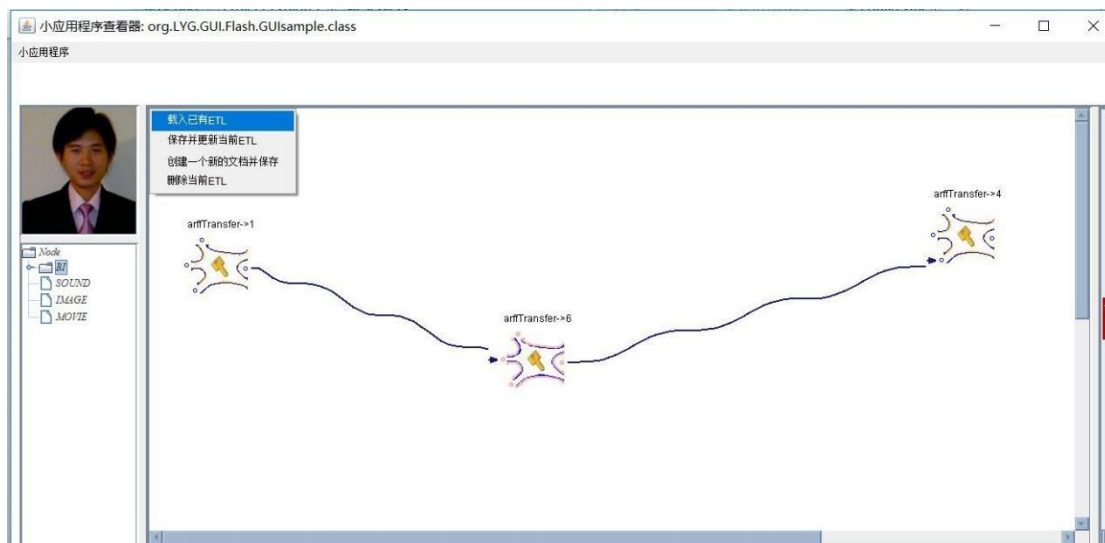 小应用程序查看器: org.LYG.GUI.Flash.GUIsample.class
小应用程序
载入已有ETL
保存并更新当前ETL
创建一个新的文档并保存
删除当前ETL
arffTransfer->4
arffTransfer->1
Node
BI
SOUND
IMAGE
MOVIE
arffTransfer->6